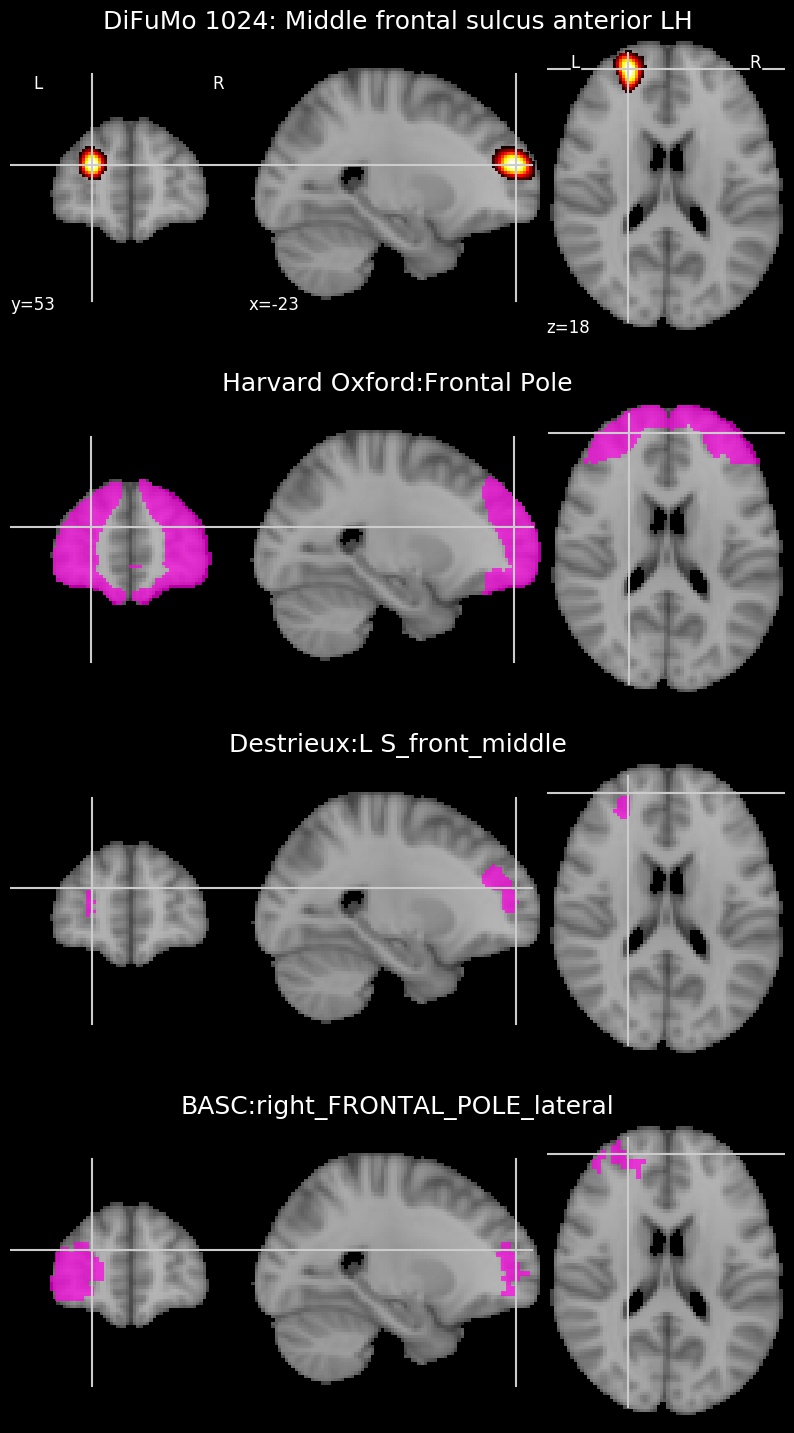 DiFuMo 1024: Middle frontal sulcus anterior LH
L R L R
y=53 x=-23 z=18
Harvard Oxford:Frontal Pole
Destrieux:L S_front_middle
BASC:right_FRONTAL_POLE_lateral